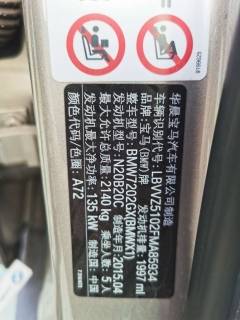 华晨宝马汽车有限公司制造
车辆识别代号: LBVVZ5102FMA85934
品牌: 宝马(BMW)牌 发动机排量: 1997 ml
整车型号: BMW7202GX(BMWX1)
发动机型号: N20B20C 制造年月: 2015.04
最大允许总质量: 2140 kg 乘坐人数: 5 人
发动机最大净功率: 135 kW 制造国: 中国
颜色代码/色圈: A72